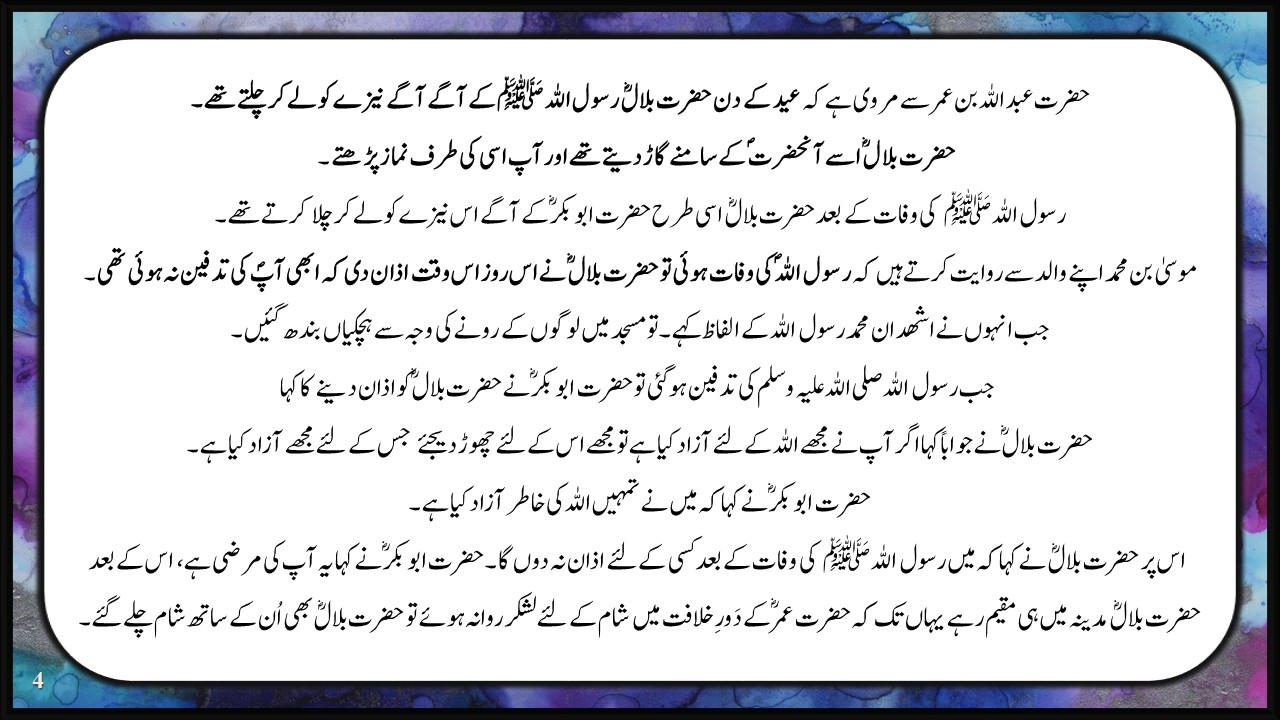 حضرت عبد اللہ بن عمر سے مروی ہے کہ عید کے دن حضرت بلالؓ رسول اللہ ﷺ کے آگے آگے نیزے کو لے کر چلتے تھے۔
حضرت بلالؓ اسے آنحضرتؐ کے سامنے گاڑ دیتے تھے اور آپ اسی کی طرف نماز پڑھتے۔
رسول اللہ ﷺ کی وفات کے بعد حضرت بلالؓ اسی طرح حضرت ابو بکرؓ کے آگے اس نیزے کو لے کر چلا کرتے تھے۔
موسیٰ بن محمد اپنے والد سے روایت کرتے ہیں کہ رسول اللہؐ کی وفات ہوئی تو حضرت بلالؓ نے اس روز اس وقت اذان دی کہ ابھی آپؐ کی تدفین نہ ہوئی تھی۔
جب انہوں نے اشھد ان محمد رسول اللہ کے الفاظ کہے۔ تو مسجد میں لوگوں کے رونے کی وجہ سے ہچکیاں بندھ گئیں۔
جب رسول اللہ صلی اللہ علیہ وسلم کی تدفین ہو گئی تو حضرت ابو بکرؓ نے حضرت بلالؓ کو اذان دینے کا کہا
حضرت بلالؓ نے جواباً کہا اگر آپ نے مجھے اللہ کے لئے آزاد کیا ہے تو مجھے اس کے لئے چھوڑ دیجئے جس کے لئے مجھے آزاد کیا ہے۔
حضرت ابو بکرؓ نے کہا کہ میں نے تمہیں اللہ کی خاطر آزاد کیا ہے۔
اس پر حضرت بلالؓ نے کہا کہ میں رسول اللہ ﷺ کی وفات کے بعد کسی کے لئے اذان نہ دوں گا۔ حضرت ابو بکرؓ نے کہا یہ آپ کی مرضی ہے، اس کے بعد
حضرت بلالؓ مدینہ میں ہی مقیم رہے یہاں تک کہ حضرت عمرؓ کے دَورِ خلافت میں شام کے لئے لشکر روانہ ہوئے تو حضرت بلالؓ بھی اُن کے ساتھ شام چلے گئے۔
4